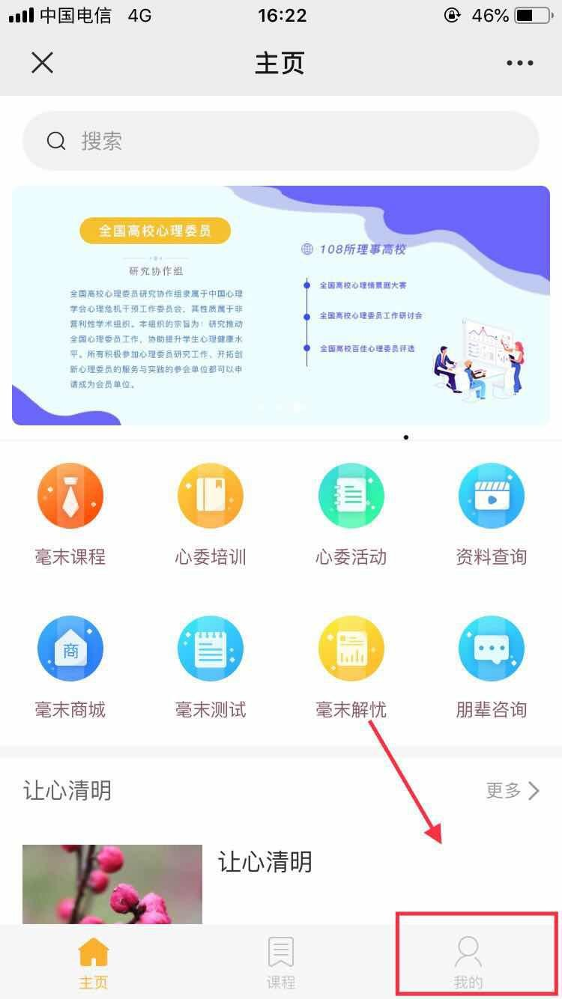 中国电信 4G 16:22 46%
主页
搜索
全国高校心理委员
研究协作组
全国高校心理委员研究协作组隶属于中国心理
学会心理危机干预工作委员会，其性质属于非
营利性学术组织。本组织的宗旨为：研究推动
全国心理委员工作，协助提升学生心理健康水
平。所有积极参加心理委员研究工作、开拓创
新心理委员的服务与实践的参会单位都可以申
请成为会员单位。
108所理事高校
全国高校心理情景剧大赛
全国高校心理委员工作研讨会
全国高校百佳心理委员评选
毫末课程 心委培训 心委活动 资料查询
商
毫末商城 毫末测试 毫末解忧 朋辈咨询
让心清明 更多
让心清明
主页 课程 我的